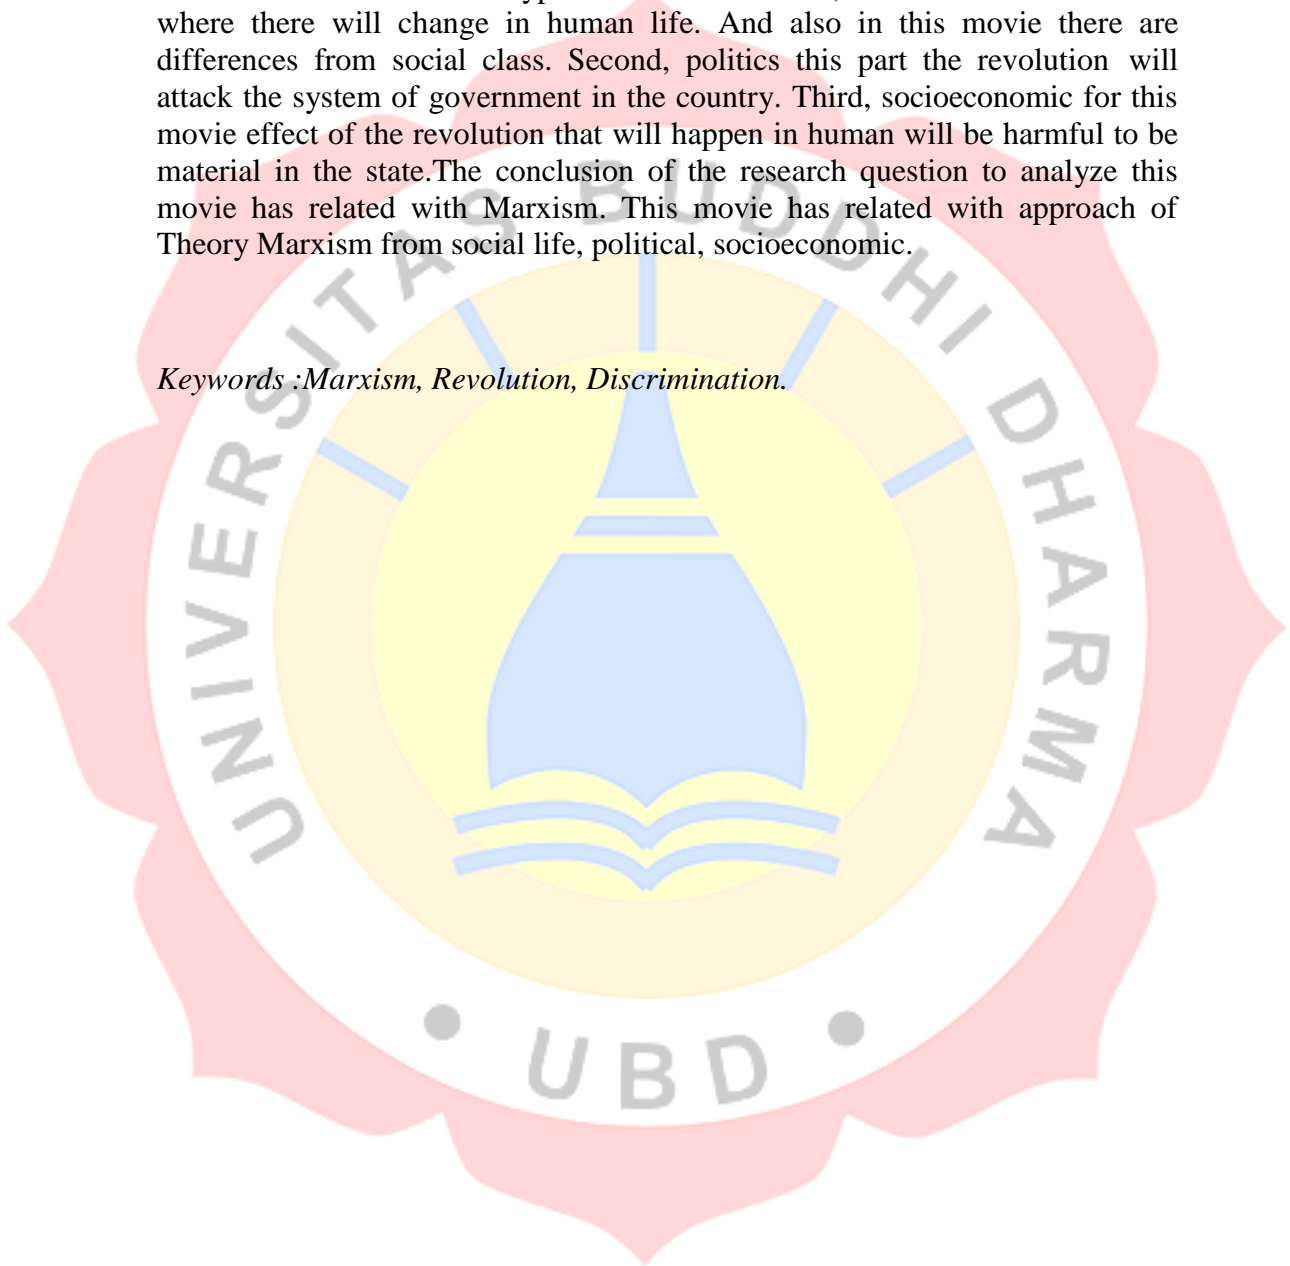 where there will change in human life. And also in this movie there are
differences from social class. Second, politics this part the revolution will
attack the system of government in the country. Third, socioeconomic for this
movie effect of the revolution that will happen in human will be harmful to be
material in the state.The conclusion of the research question to analyze this
movie has related with Marxism. This movie has related with approach of
Theory Marxism from social life, political, socioeconomic.
Keywords :Marxism, Revolution, Discrimination.
UNIVERSITAS BUDDHI DHARMA
• UBD •